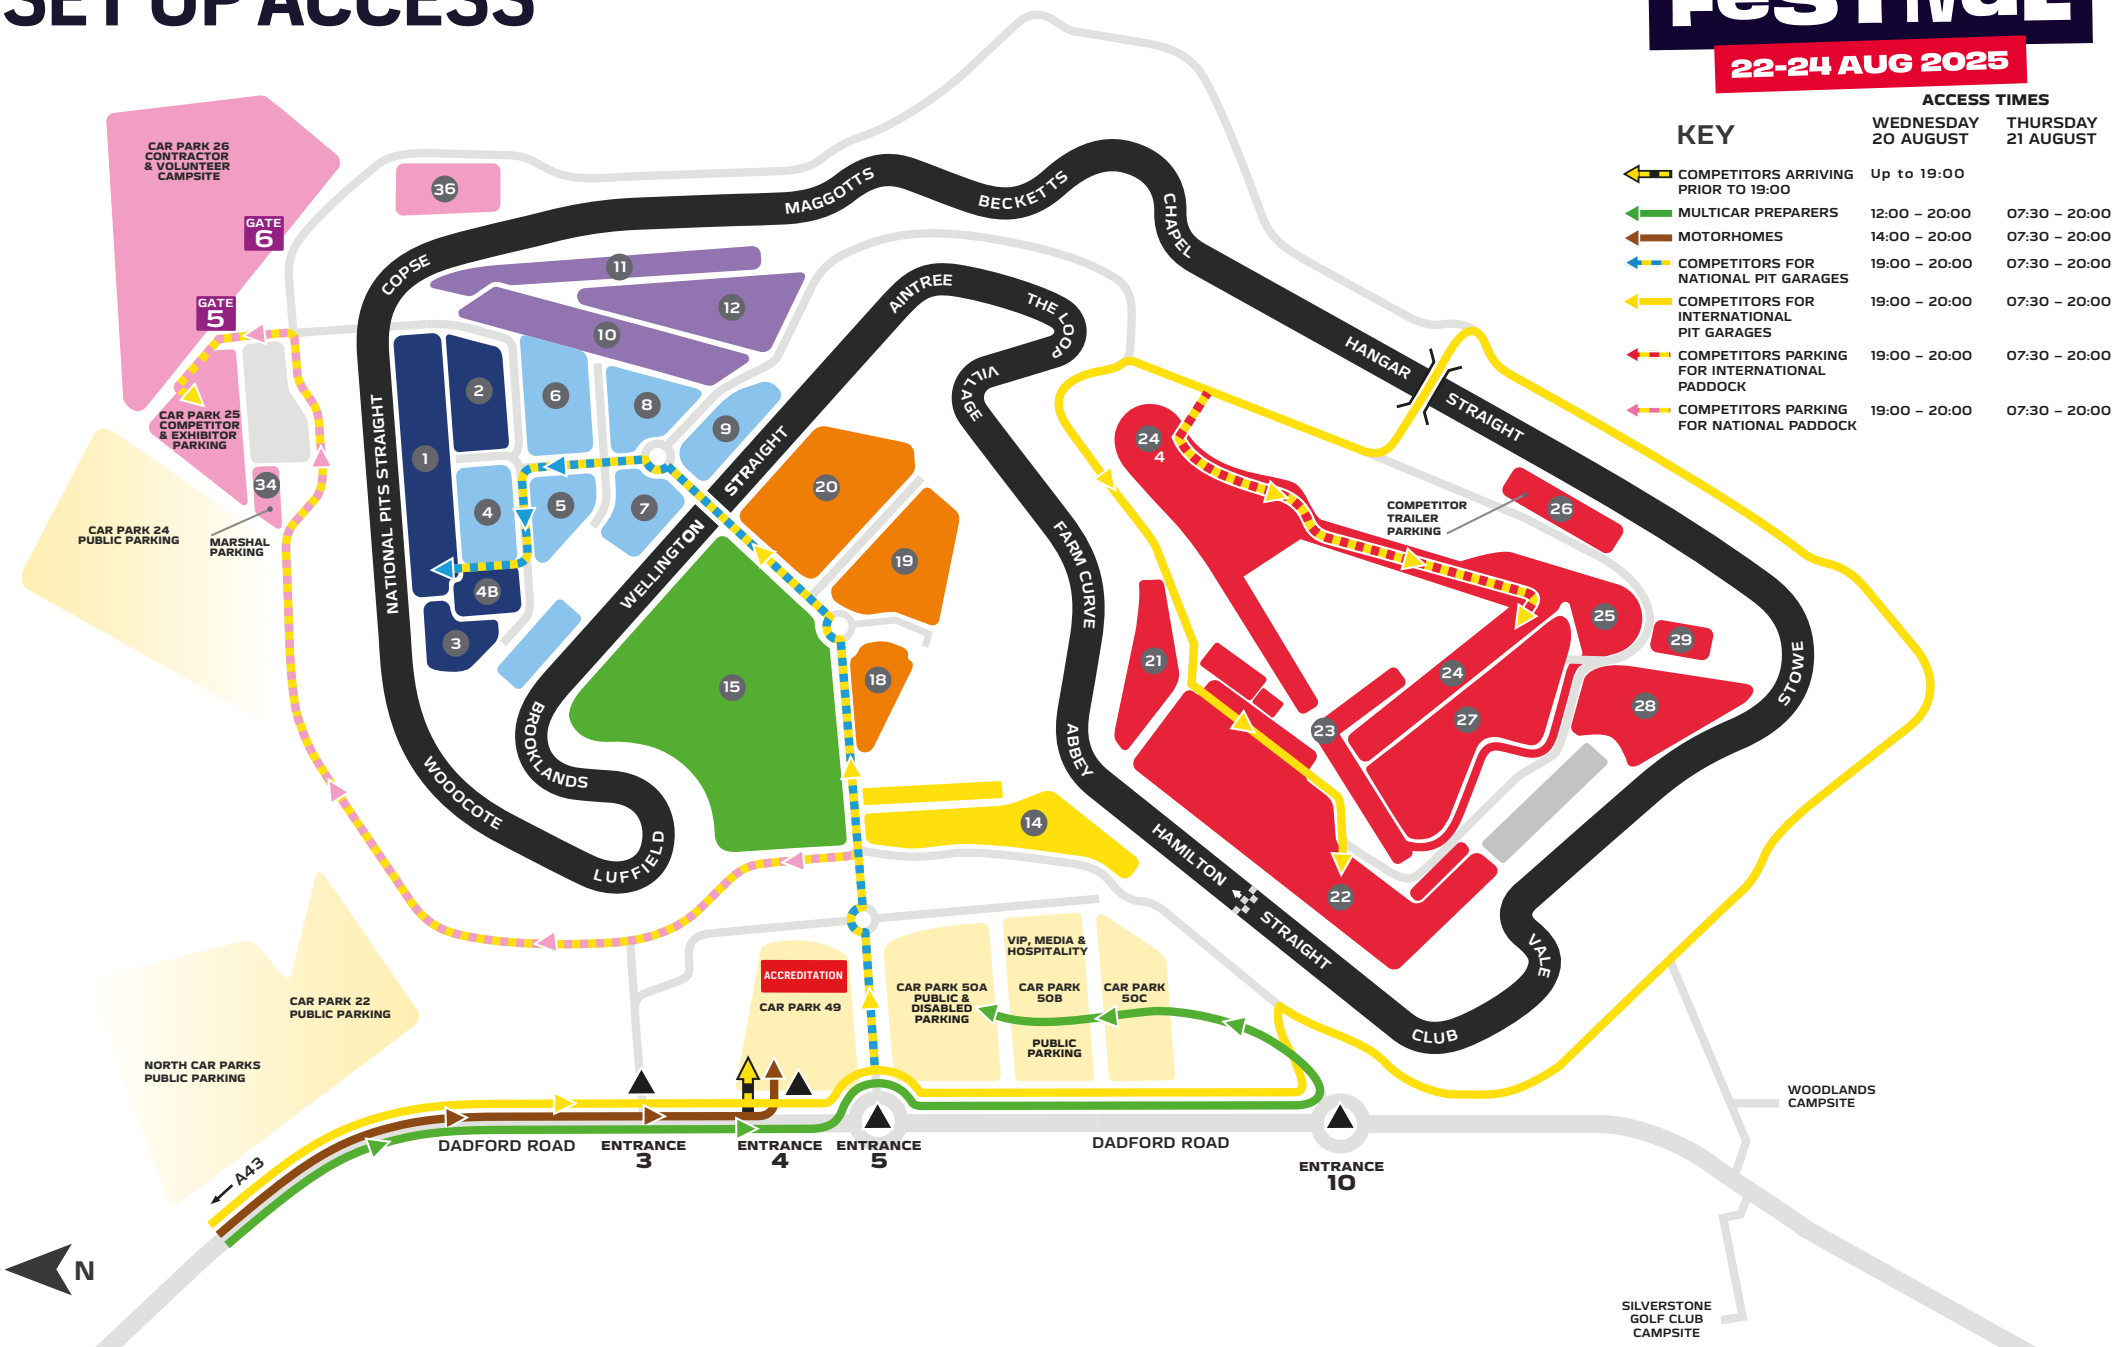 SET UP ACCESS
FESTIVAL
22-24 AUG 2025
ACCESS TIMES
KEY
WEDNESDAY
20 AUGUST
THURSDAY
21 AUGUST
COMPETITORS ARRIVING
PRIOR TO 19:00
Up to 19:00
MULTICAR PREPARERS
12:00 – 20:00
07:30 – 20:00
MOTORHOMES
14:00 – 20:00
07:30 – 20:00
COMPETITORS FOR
NATIONAL PIT GARAGES
19:00 – 20:00
07:30 – 20:00
COMPETITORS FOR
INTERNATIONAL
PIT GARAGES
19:00 – 20:00
07:30 – 20:00
COMPETITORS PARKING
FOR INTERNATIONAL
PADDOCK
19:00 – 20:00
07:30 – 20:00
COMPETITORS PARKING
FOR NATIONAL PADDOCK
19:00 – 20:00
07:30 – 20:00
CAR PARK 26
CONTRACTOR
& VOLUNTEER
CAMPSITE
GATE
6
GATE
5
36
CAR PARK 25
COMPETITOR
& EXHIBITOR
PARKING
34
MARSHAL
PARKING
CAR PARK 24
PUBLIC PARKING
COPSE
MAGGOTTS
BECKETTS
CHAPEL
HANGAR
STRAIGHT
STOWE
VALE
CLUB
HAMILTON
STRAIGHT
ABBEY
FARM CURVE
VILLAGE
THE LOOP
AINTREE
WELLINGTON
STRAIGHT
BROOKLANDS
LUFFIELD
WOODCOTE
NATIONAL PITS STRAIGHT
11
12
10
1
2
6
8
9
4
5
7
4B
3
20
19
18
15
14
24
4
COMPETITOR
TRAILER
PARKING
26
25
29
21
24
23
27
28
22
VIP, MEDIA &
HOSPITALITY
ACCREDITATION
CAR PARK 49
CAR PARK 50A
PUBLIC &
DISABLED
PARKING
CAR PARK
50B
CAR PARK
50C
PUBLIC
PARKING
CAR PARK 22
PUBLIC PARKING
NORTH CAR PARKS
PUBLIC PARKING
A43
DADFORD ROAD
ENTRANCE
3
ENTRANCE
4
ENTRANCE
5
DADFORD ROAD
ENTRANCE
10
WOODLANDS
CAMPSITE
SILVERSTONE
GOLF CLUB
CAMPSITE
N